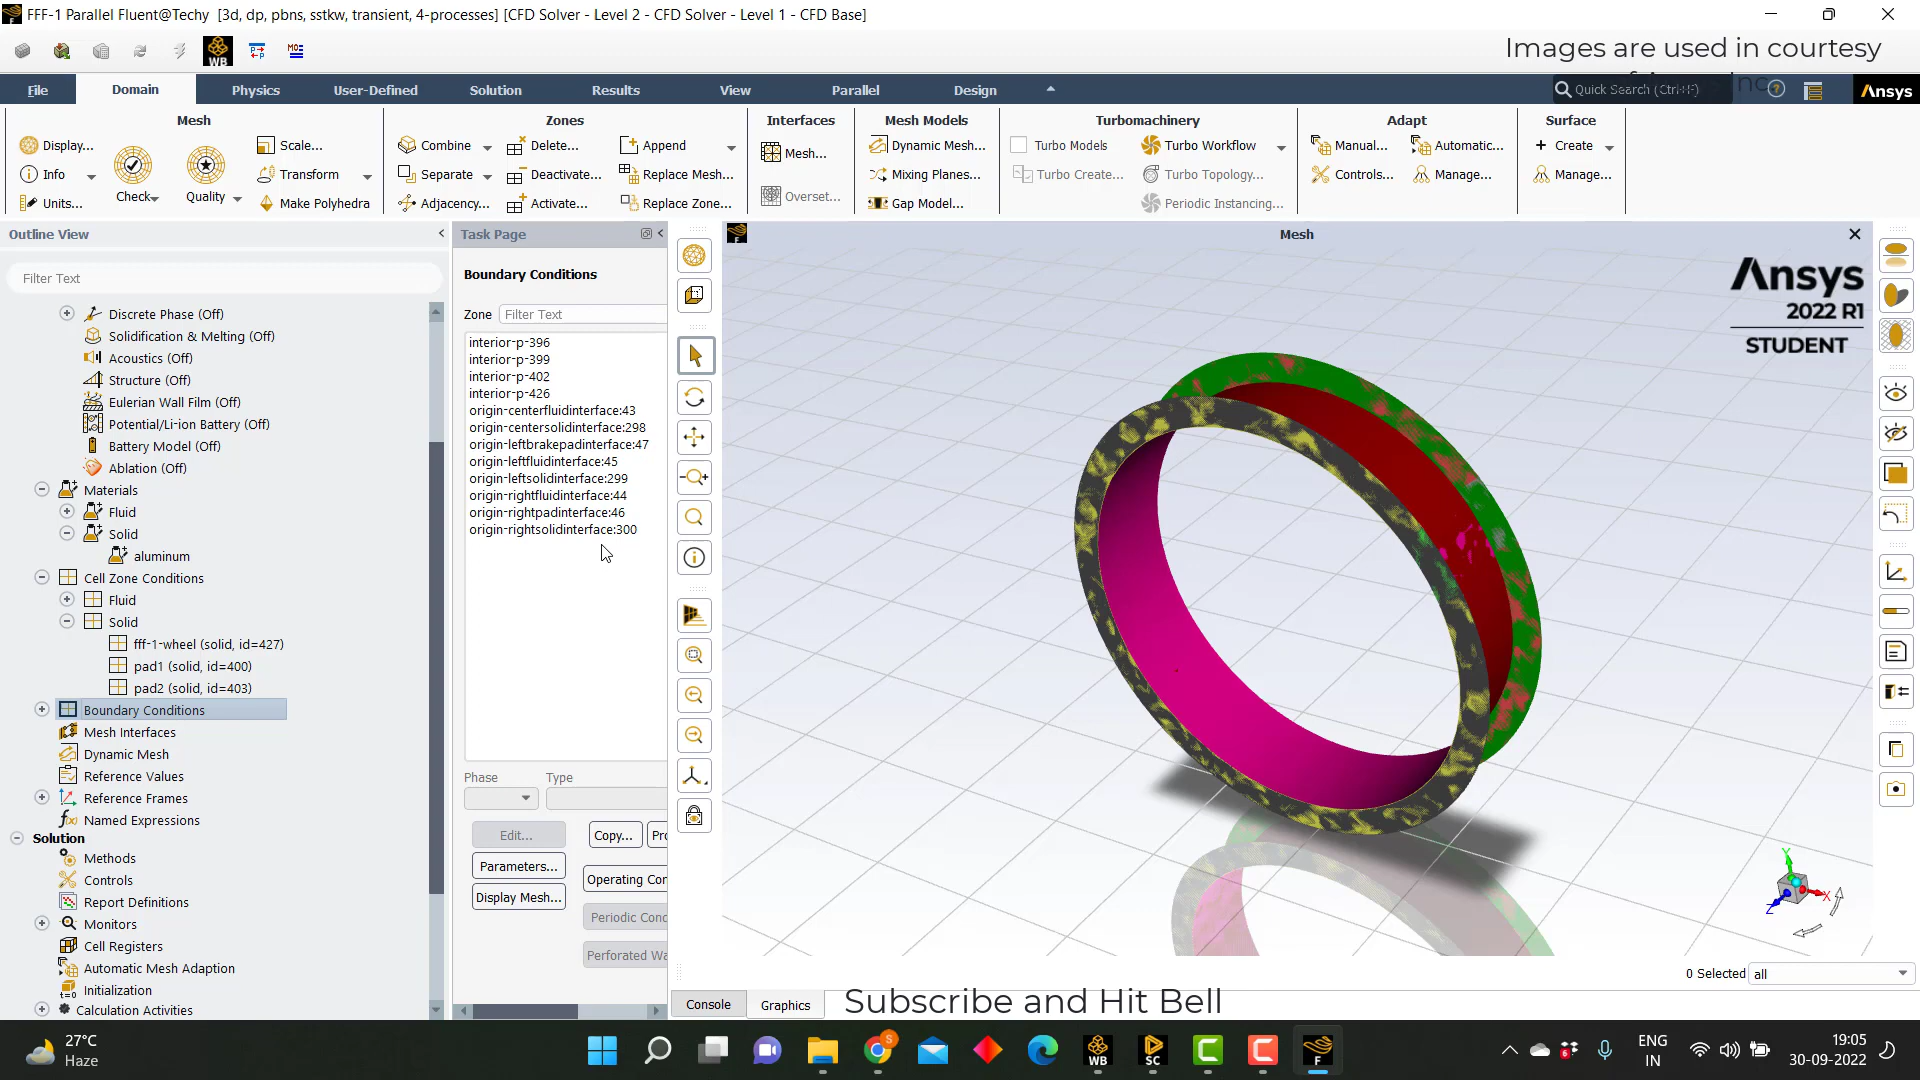 FFF-1 Parallel Fluent@Techy [3d, dp, pbns, sstkw, transient, 4-processes] [CFD Solver - Level 2 - CFD Solver - Level 1 - CFD Base]
WB
Images are used in courtesy
File
Domain
Physics
User-Defined
Solution
Results
View
Parallel
Design
Quick Search (Ctrl+F)
Ansys
Mesh
Zones
Interfaces
Mesh Models
Turbomachinery
Adapt
Surface
Display...
Scale...
Combine
Delete...
Append
Mesh...
Dynamic Mesh...
Turbo Models
Turbo Workflow
Manual...
Automatic...
Create
Info
Transform
Separate
Deactivate...
Replace Mesh...
Mixing Planes...
Turbo Create...
Turbo Topology...
Controls...
Manage...
Manage...
Check
Quality
Overset...
Units...
Make Polyhedra
Adjacency...
Activate...
Replace Zone...
Gap Model...
Periodic Instancing...
Outline View
Task Page
Mesh
Filter Text
Boundary Conditions
Zone
Filter Text
Discrete Phase (Off)
Solidification & Melting (Off)
Acoustics (Off)
Structure (Off)
Eulerian Wall Film (Off)
Potential/Li-ion Battery (Off)
Battery Model (Off)
Ablation (Off)
Materials
Fluid
Solid
aluminum
Cell Zone Conditions
Fluid
Solid
fff-1-wheel (solid, id=427)
pad1 (solid, id=400)
pad2 (solid, id=403)
Boundary Conditions
Mesh Interfaces
Dynamic Mesh
Reference Values
Reference Frames
Named Expressions
Solution
Methods
Controls
Report Definitions
Monitors
Cell Registers
Automatic Mesh Adaption
Initialization
Calculation Activities
interior-p-396
interior-p-399
interior-p-402
interior-p-426
origin-centerfluidinterface:43
origin-centersolidinterface:298
origin-leftbrakepadinterface:47
origin-leftfluidinterface:45
origin-leftsolidinterface:299
origin-rightfluidinterface:44
origin-rightpadinterface:46
origin-rightsolidinterface:300
Phase
Type
Edit...
Copy...
Pro
Parameters...
Operating Con
Display Mesh...
Periodic Cond
Perforated Wa
Ansys
2022 R1
STUDENT
Y
X
Z
0 Selected
all
Console
Graphics
Subscribe and Hit Bell
27°C
Haze
S
WB
SC
F
6
ENG
IN
19:05
30-09-2022